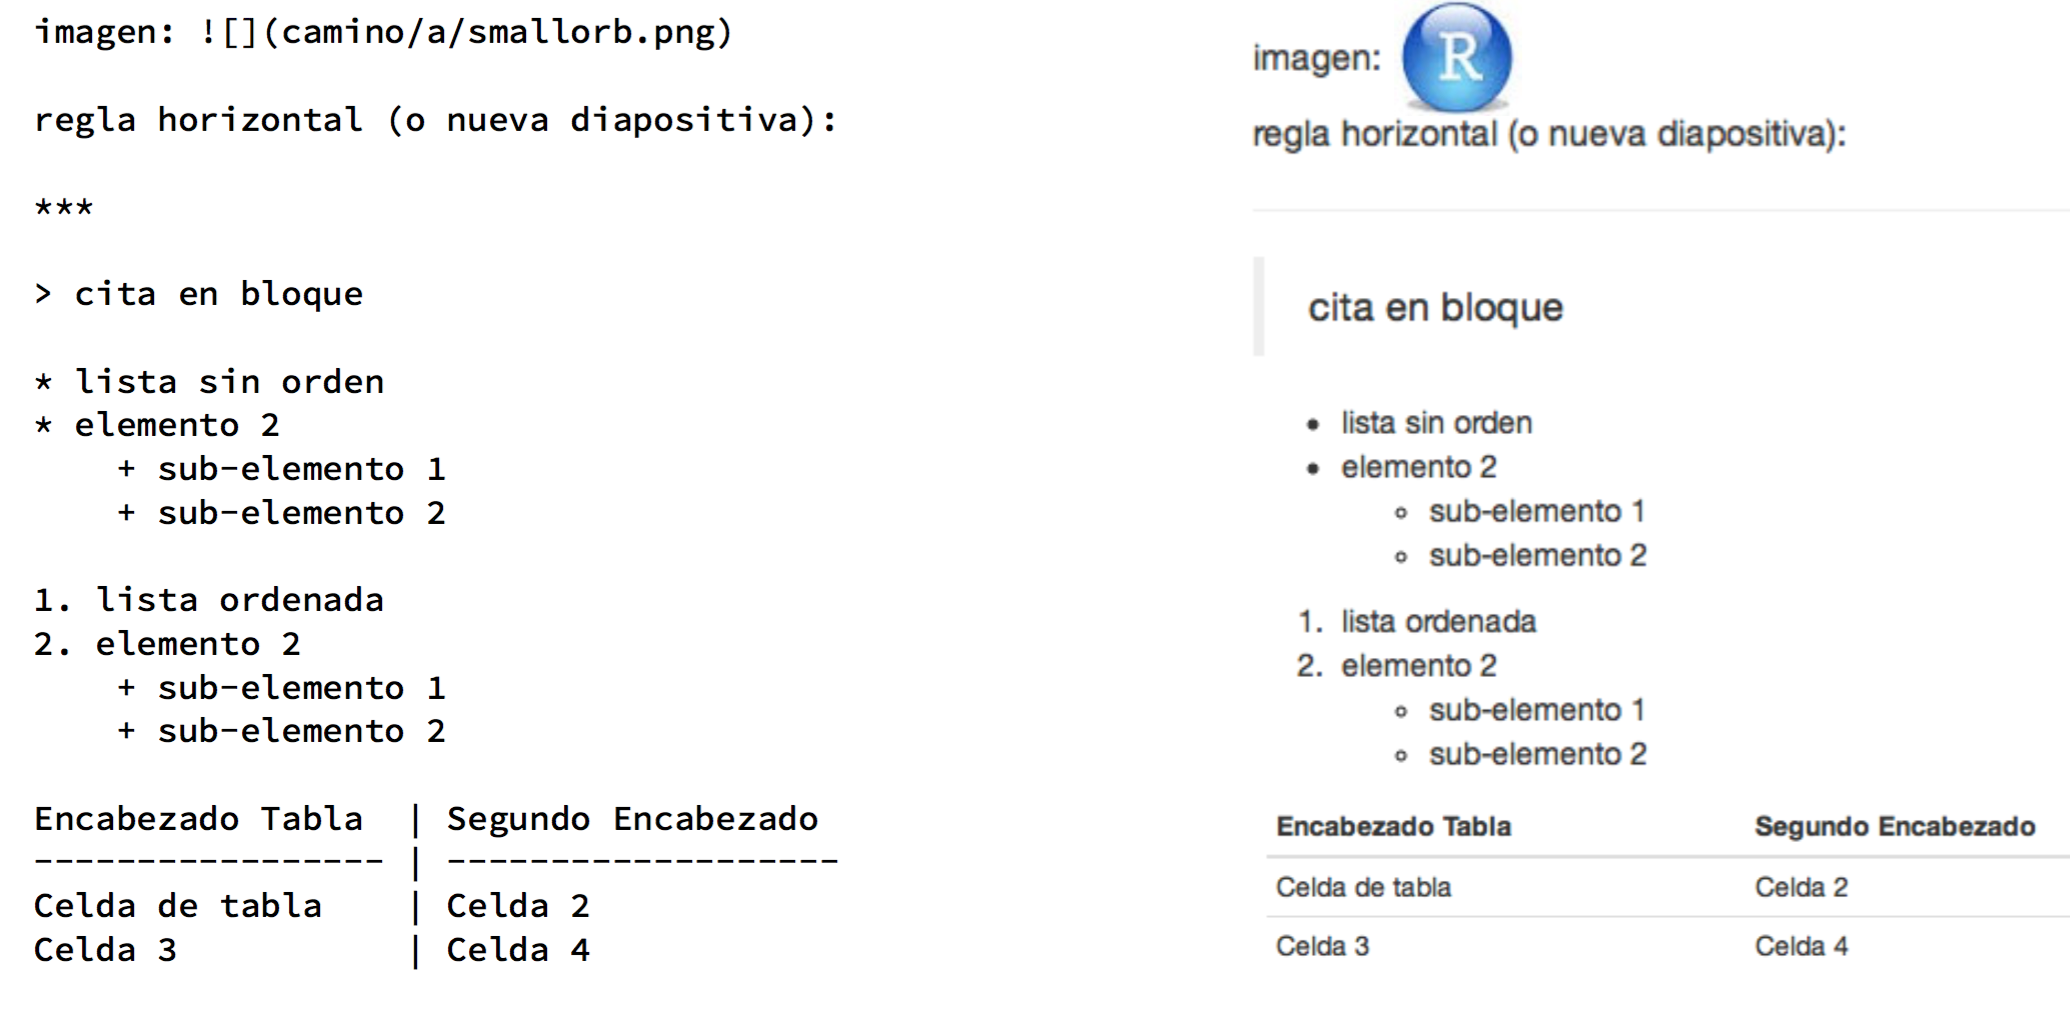 imagen: ![](camino/a/smallorb.png)
regla horizontal (o nueva diapositiva):
***
> cita en bloque
* lista sin orden
* elemento 2
    + sub-elemento 1
    + sub-elemento 2
1. lista ordenada
2. elemento 2
    + sub-elemento 1
    + sub-elemento 2
Encabezado Tabla  | Segundo Encabezado
----------------- | -------------------
Celda de tabla    | Celda 2
Celda 3           | Celda 4
imagen: R
regla horizontal (o nueva diapositiva):
cita en bloque
• lista sin orden
• elemento 2
◦ sub-elemento 1
◦ sub-elemento 2
1. lista ordenada
2. elemento 2
◦ sub-elemento 1
◦ sub-elemento 2
Encabezado Tabla Segundo Encabezado
Celda de tabla Celda 2
Celda 3 Celda 4